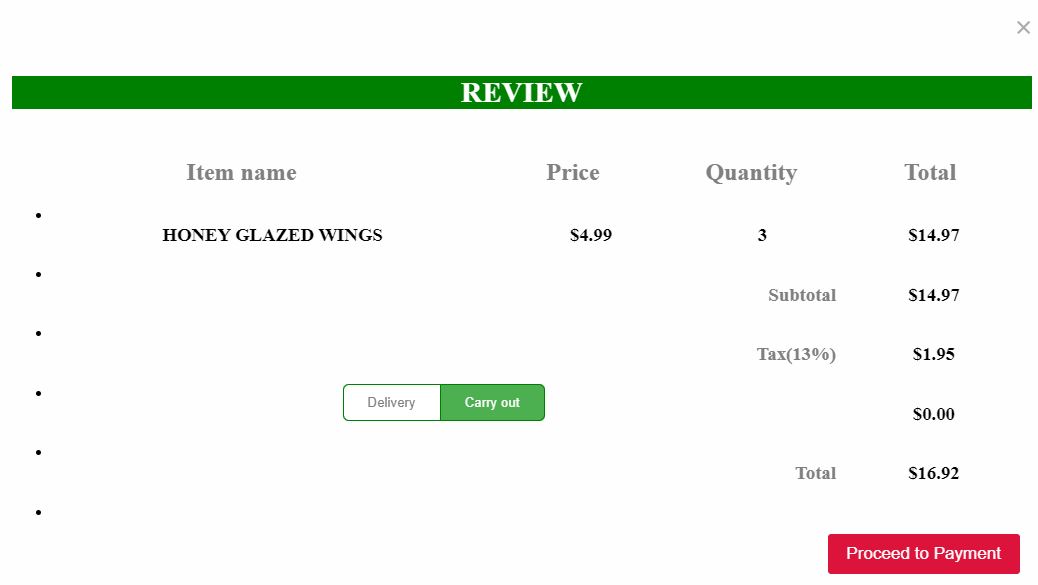 ×
REVIEW
Item name Price Quantity Total
• HONEY GLAZED WINGS $4.99 3 $14.97
• Subtotal $14.97
• Tax(13%) $1.95
• Delivery Carry out $0.00
• Total $16.92
•
Proceed to Payment